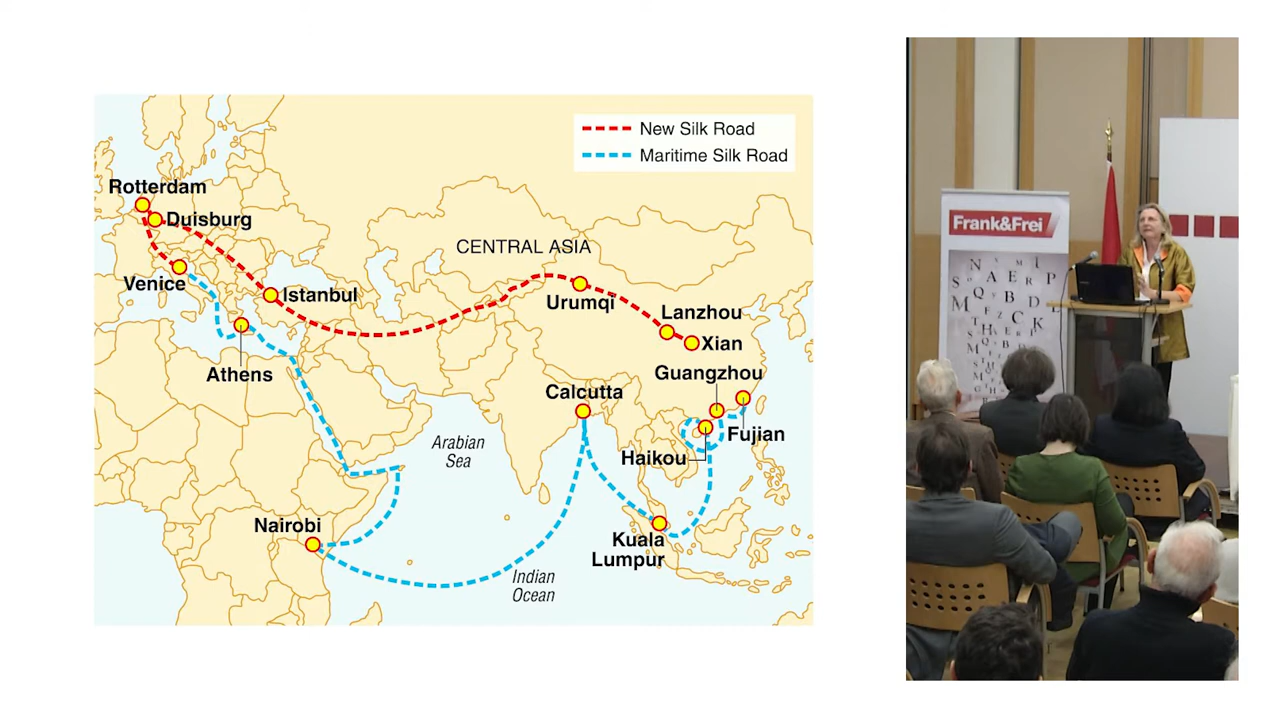 New Silk Road
Maritime Silk Road
Rotterdam
Duisburg
CENTRAL ASIA
Venice
Istanbul
Urumqi
Lanzhou
Xian
Athens
Guangzhou
Calcutta
Fujian
Arabian
Sea
Haikou
Nairobi
Kuala
Lumpur
Indian
Ocean
Frank&Frei
N S M I
S A E R P
M Q B D
F Z C K